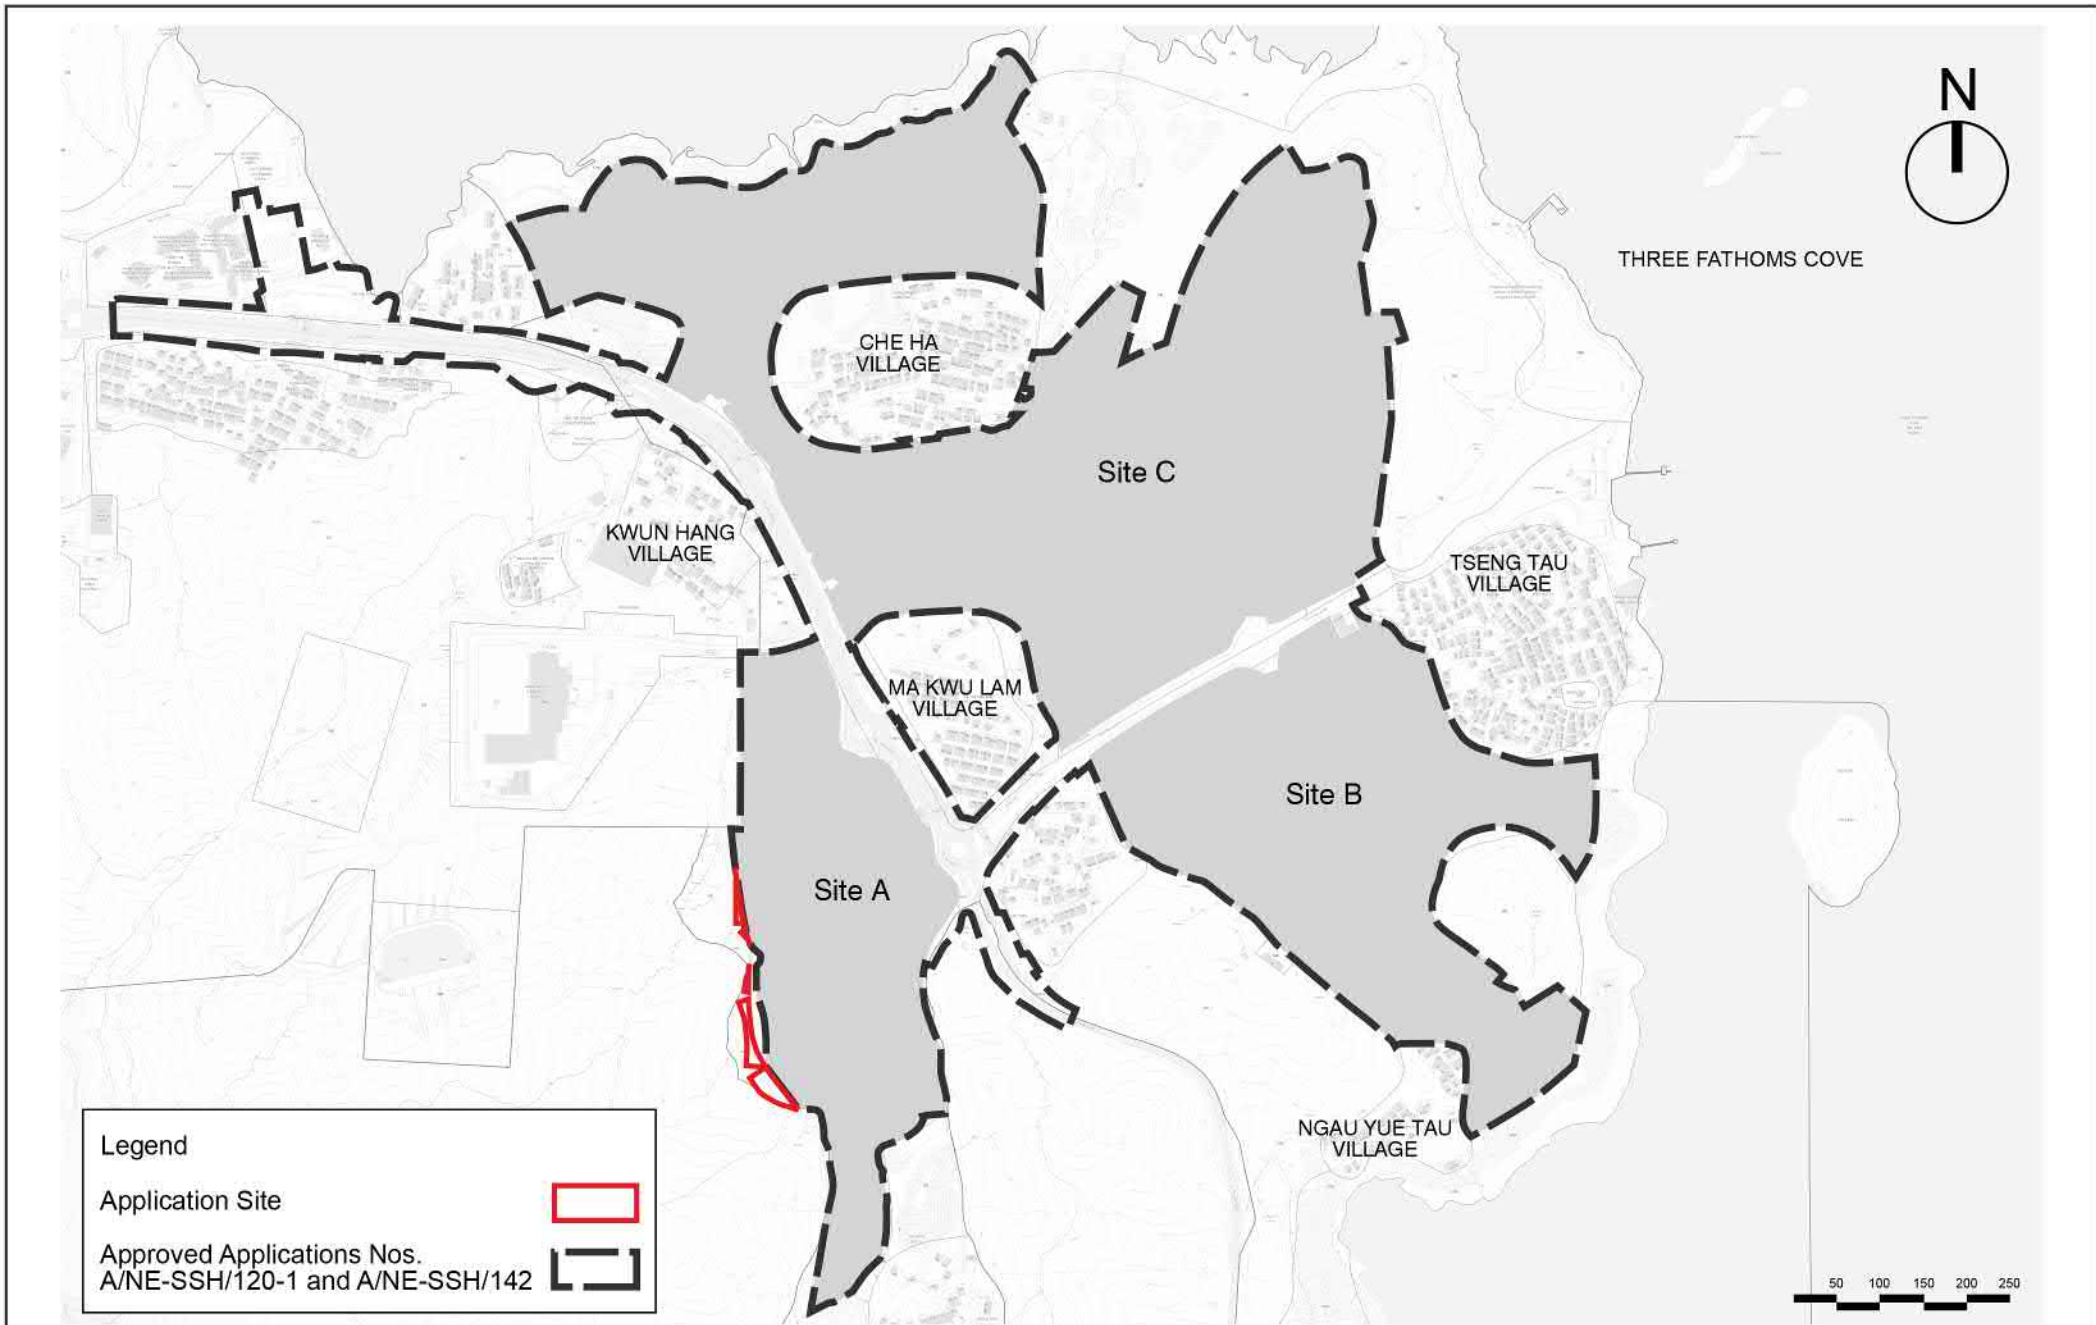 N
THREE FATHOMS COVE
CHE HA
VILLAGE
Site C
KWUN HANG
VILLAGE
TSENG TAU
VILLAGE
MA KWU LAM
VILLAGE
Site B
Site A
NGAU YUE TAU
VILLAGE
Legend
Application Site
Approved Applications Nos.
A/NE-SSH/120-1 and A/NE-SSH/142
50 100 150 200 250